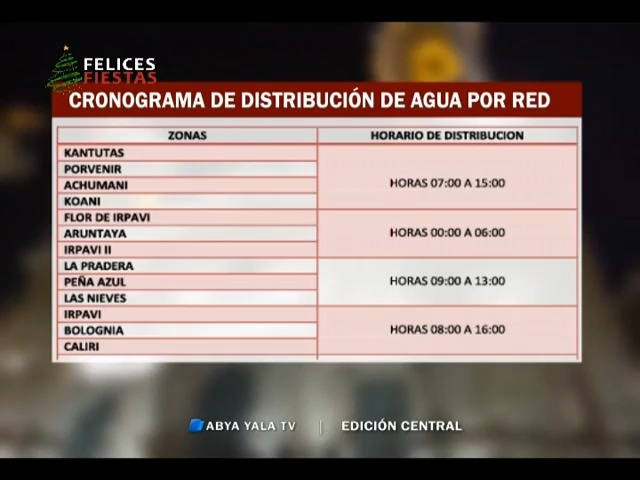 FELICES
FIESTAS
CRONOGRAMA DE DISTRIBUCIÓN DE AGUA POR RED
ZONAS HORARIO DE DISTRIBUCION
KANTUTAS
PORVENIR
ACHUMANI
KOANI
HORAS 07:00 A 15:00
FLOR DE IRPAVI
ARUNTAYA
IRPAVI II
HORAS 00:00 A 06:00
LA PRADERA
PEÑA AZUL
LAS NIEVES
HORAS 09:00 A 13:00
IRPAVI
BOLOGNIA
CALIRI
HORAS 08:00 A 16:00
ABYA YALA TV | EDICIÓN CENTRAL